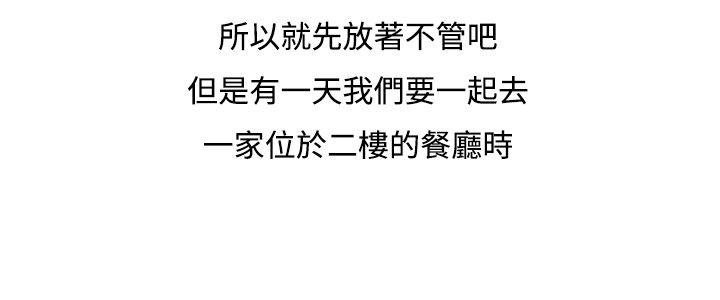 所以就先放著不管吧
但是有一天我們要一起去
一家位於二樓的餐廳時